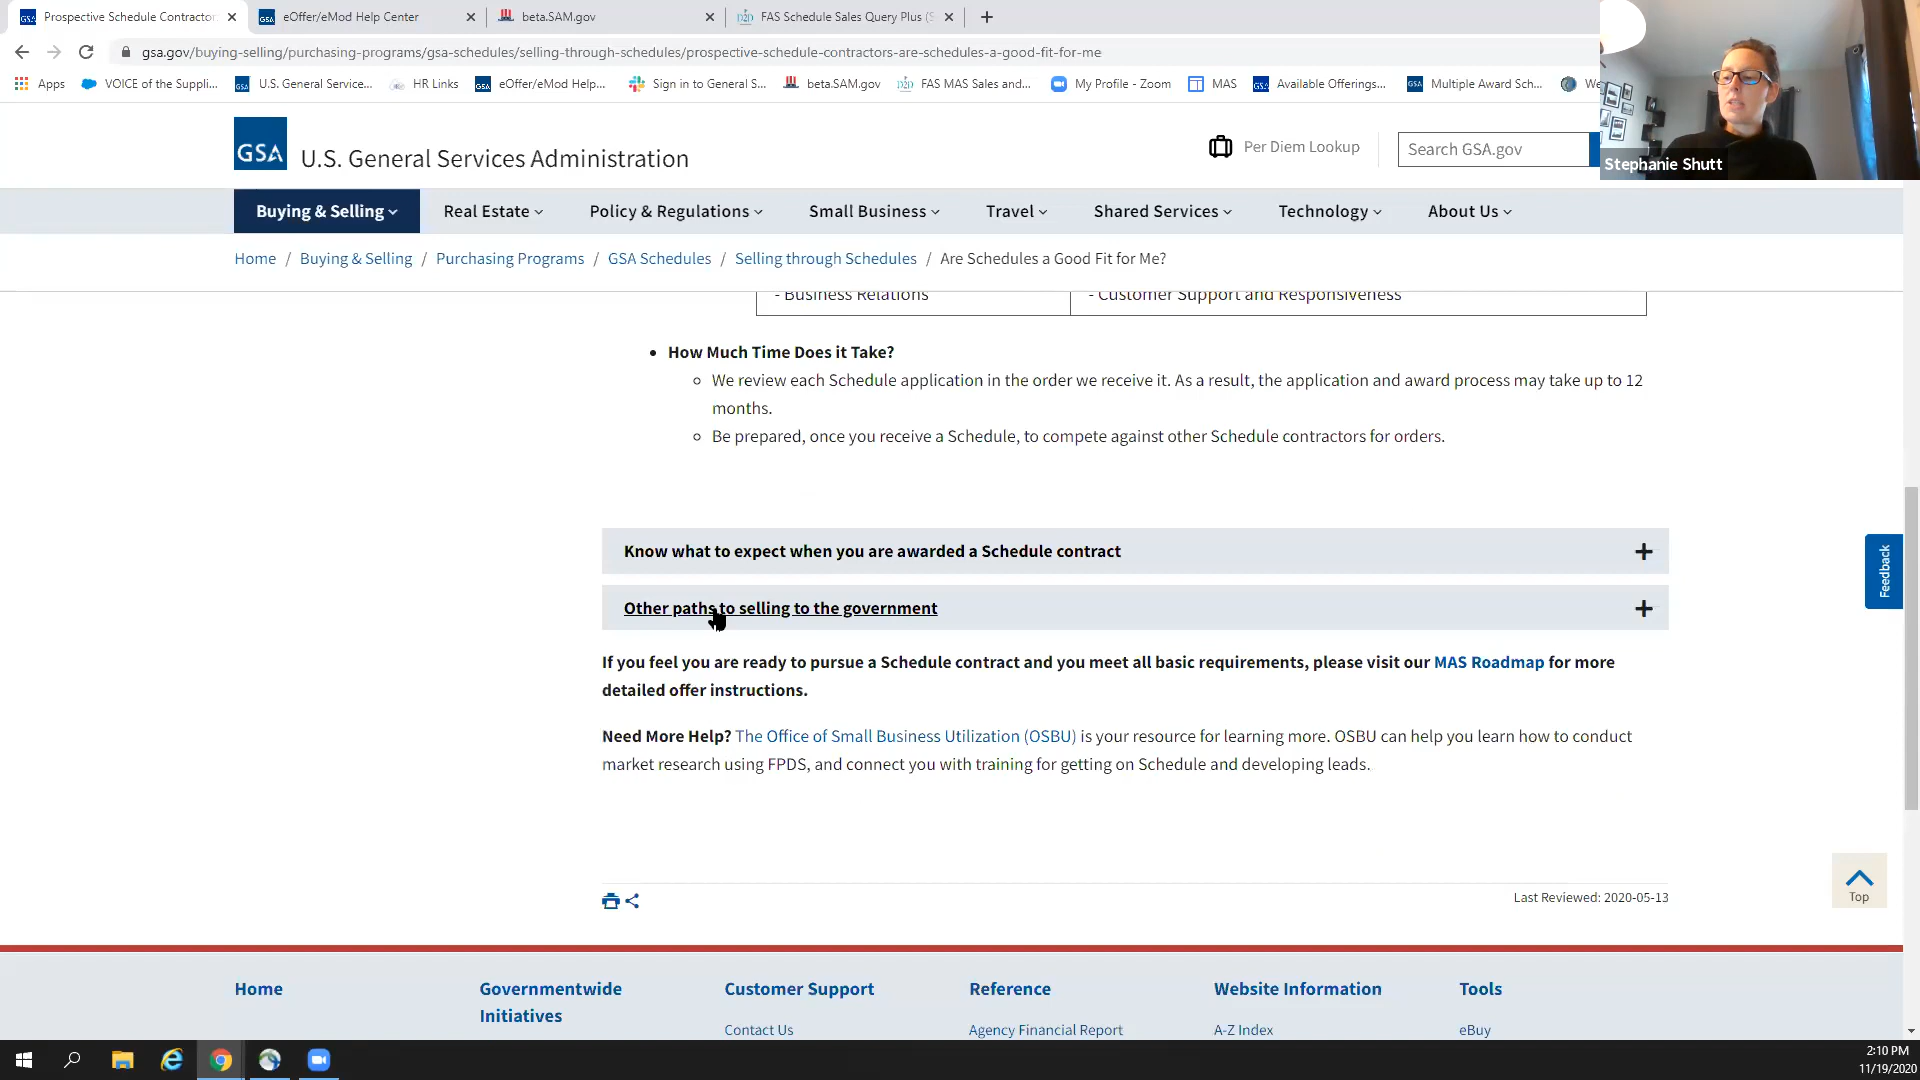 Prospective Schedule Contractor
eOffer/eMod Help Center
beta.SAM.gov
FAS Schedule Sales Query Plus (S
gsa.gov/buying-selling/purchasing-programs/gsa-schedules/selling-through-schedules/prospective-schedule-contractors-are-schedules-a-good-fit-for-me
Apps
VOICE of the Suppli...
U.S. General Service...
HR Links
eOffer/eMod Help...
Sign in to General S...
beta.SAM.gov
FAS MAS Sales and...
My Profile - Zoom
MAS
Available Offerings...
Multiple Award Sch...
We
Stephanie Shutt
GSA
U.S. General Services Administration
Per Diem Lookup
Search GSA.gov
Buying & Selling
Real Estate
Policy & Regulations
Small Business
Travel
Shared Services
Technology
About Us
Home / Buying & Selling / Purchasing Programs / GSA Schedules / Selling through Schedules / Are Schedules a Good Fit for Me?
- Business Relations
- Customer Support and Responsiveness
• How Much Time Does it Take?
We review each Schedule application in the order we receive it. As a result, the application and award process may take up to 12
months.
Be prepared, once you receive a Schedule, to compete against other Schedule contractors for orders.
Know what to expect when you are awarded a Schedule contract
Other paths to selling to the government
If you feel you are ready to pursue a Schedule contract and you meet all basic requirements, please visit our MAS Roadmap for more
detailed offer instructions.
Need More Help? The Office of Small Business Utilization (OSBU) is your resource for learning more. OSBU can help you learn how to conduct
market research using FPDS, and connect you with training for getting on Schedule and developing leads.
Feedback
Top
Last Reviewed: 2020-05-13
Home
Governmentwide
Initiatives
Customer Support
Contact Us
Reference
Agency Financial Report
Website Information
A-Z Index
Tools
eBuy
2:10 PM
11/19/2020